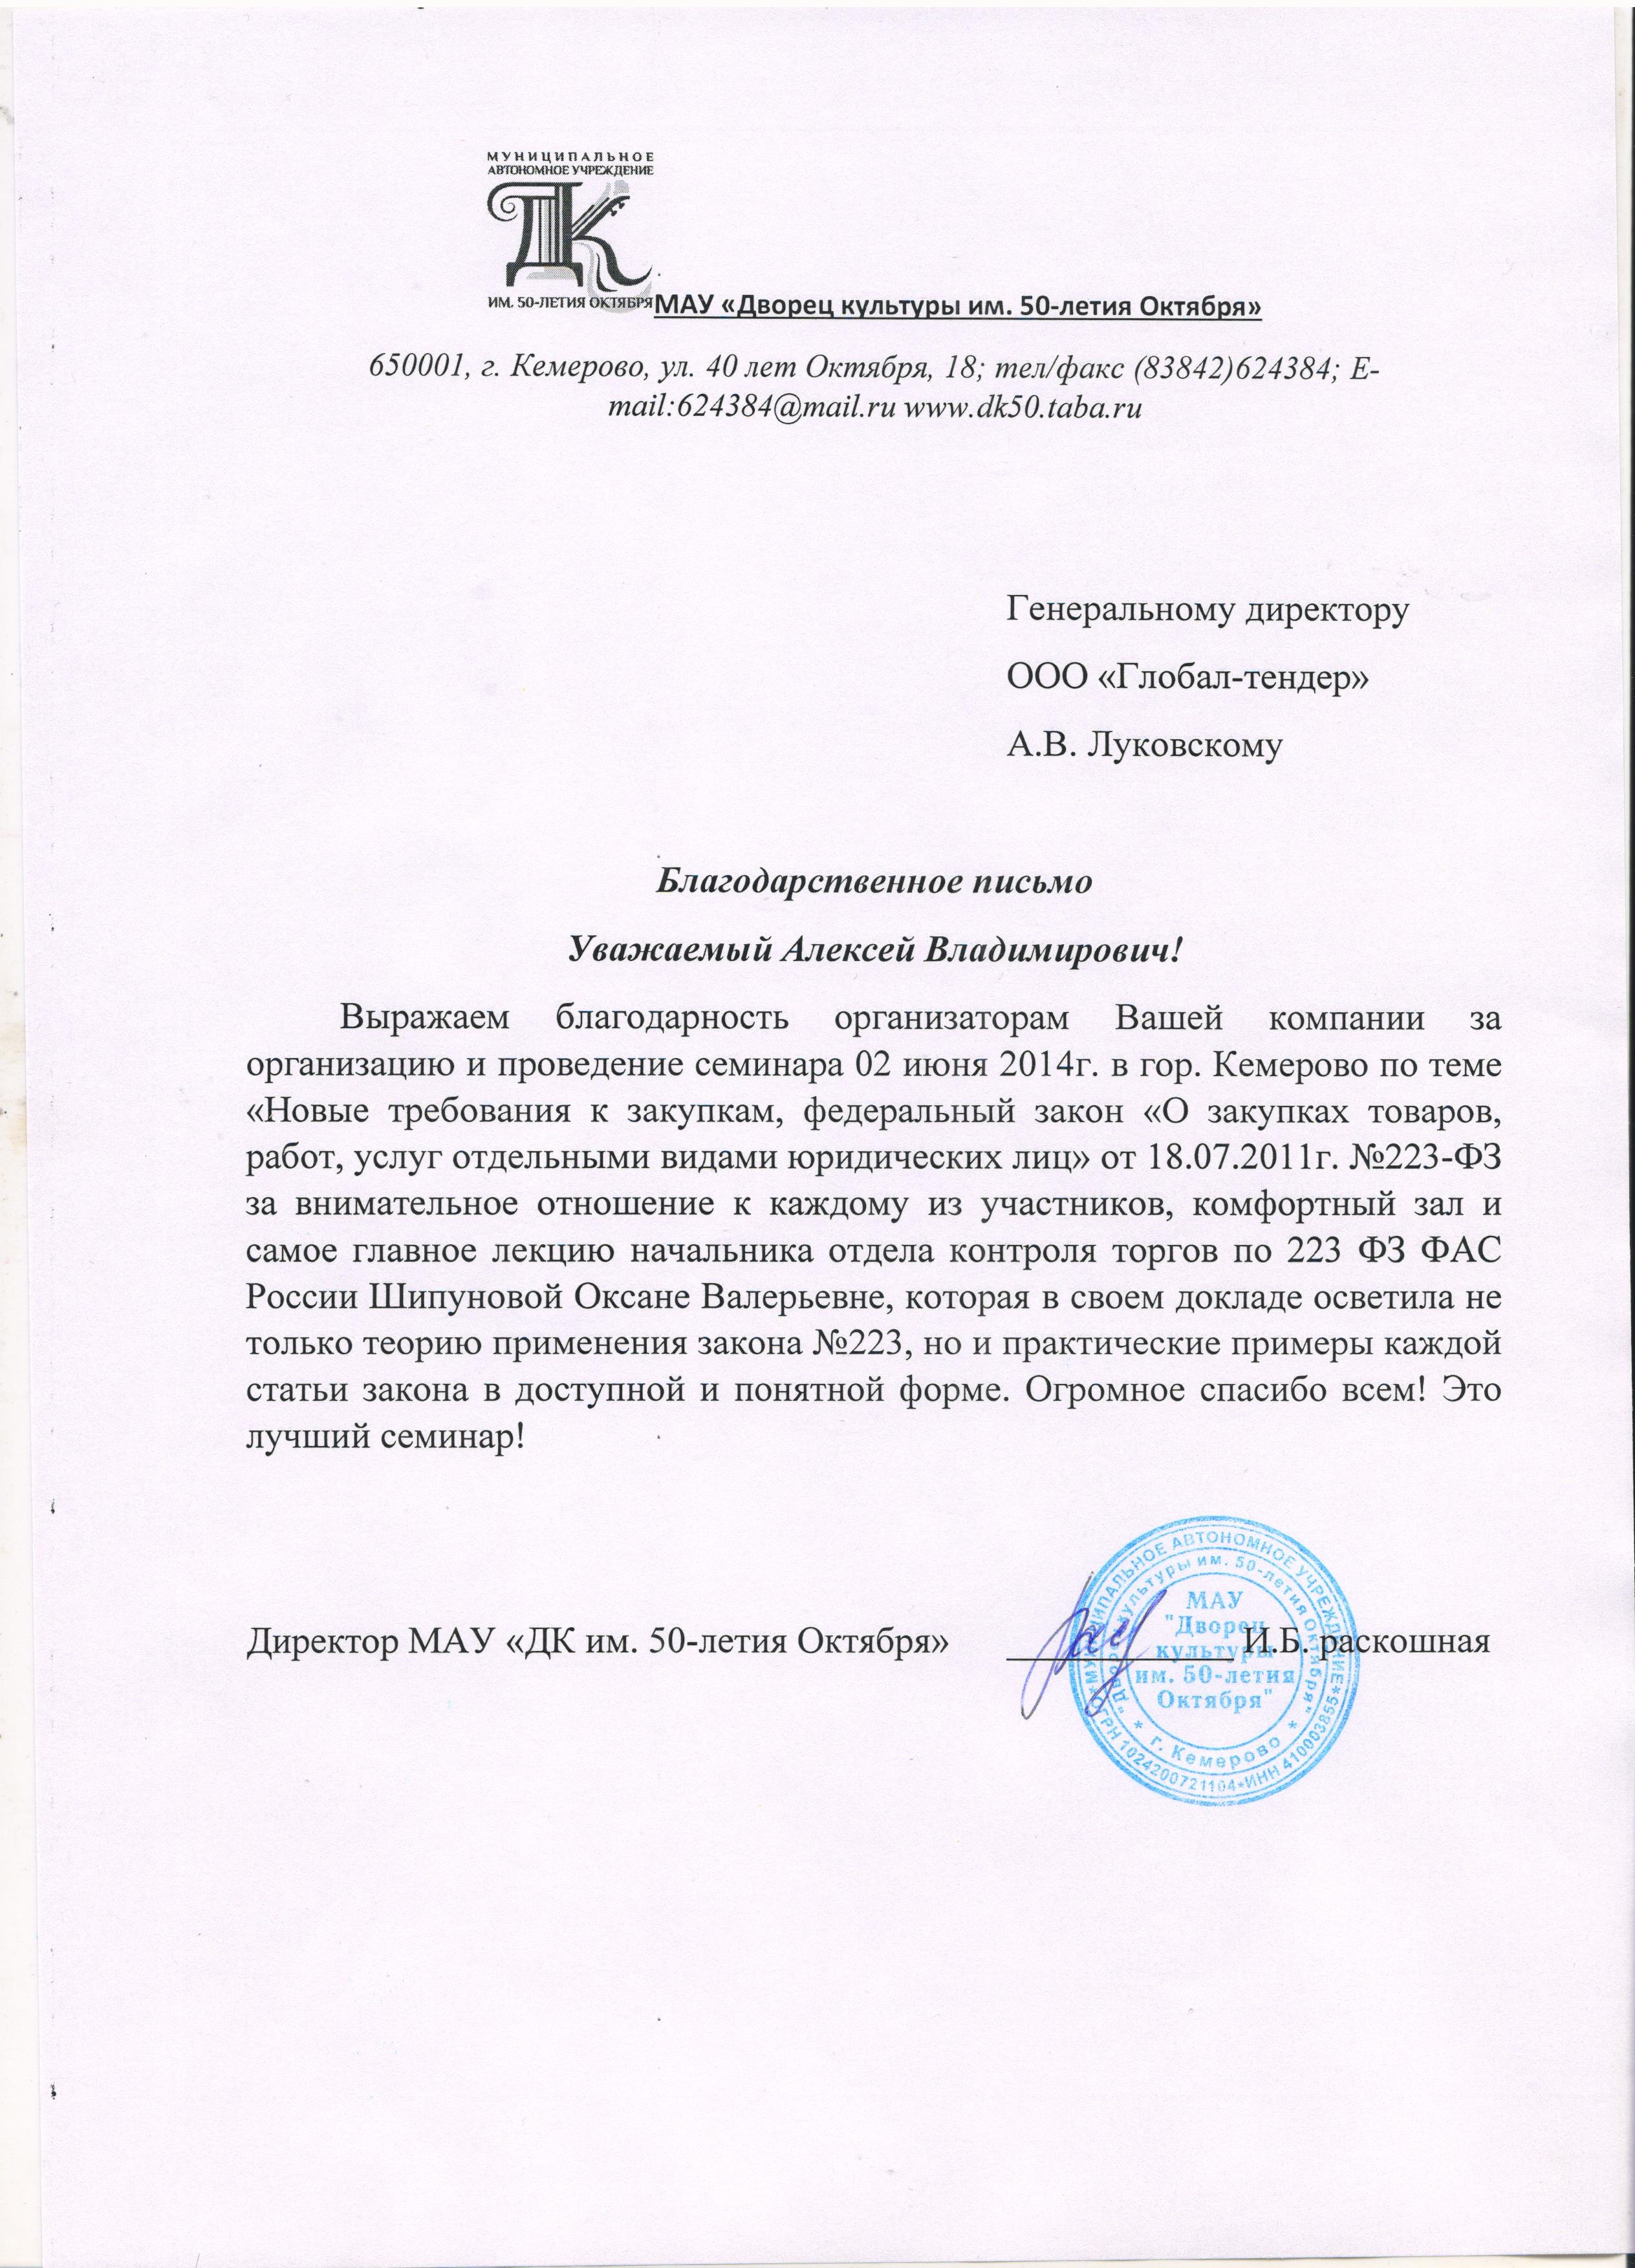 МУНИЦИПАЛЬНОЕ
АВТОНОМНОЕ УЧРЕЖДЕНИЕ
ДК
ИМ. 50-ЛЕТИЯ ОКТЯБРЯ
МАУ «Дворец культуры им. 50-летия Октября»
650001, г. Кемерово, ул. 40 лет Октября, 18; тел/факс (83842)624384; E-
mail:624384@mail.ru www.dk50.taba.ru
Генеральному директору
ООО «Глобал-тендер»
А.В. Луковскому
Благодарственное письмо
Уважаемый Алексей Владимирович!
Выражаем благодарность организаторам Вашей компании за
организацию и проведение семинара 02 июня 2014г. в гор. Кемерово по теме
«Новые требования к закупкам, федеральный закон «О закупках товаров,
работ, услуг отдельными видами юридических лиц» от 18.07.2011г. №223-ФЗ
за внимательное отношение к каждому из участников, комфортный зал и
самое главное лекцию начальника отдела контроля торгов по 223 ФЗ ФАС
России Шипуновой Оксане Валерьевне, которая в своем докладе осветила не
только теорию применения закона №223, но и практические примеры каждой
статьи закона в доступной и понятной форме. Огромное спасибо всем! Это
лучший семинар!
Директор МАУ «ДК им. 50-летия Октября» ____________ И.Б. раскошная
МУНИЦИПАЛЬНОЕ АВТОНОМНОЕ УЧРЕЖДЕНИЕ
*ОГРН 1024200721104*ИНН 410003855*
"Дворец культуры им. 50-летия Октября"
* г. Кемерово *
МАУ
"Дворец
культуры
им. 50-летия
Октября"